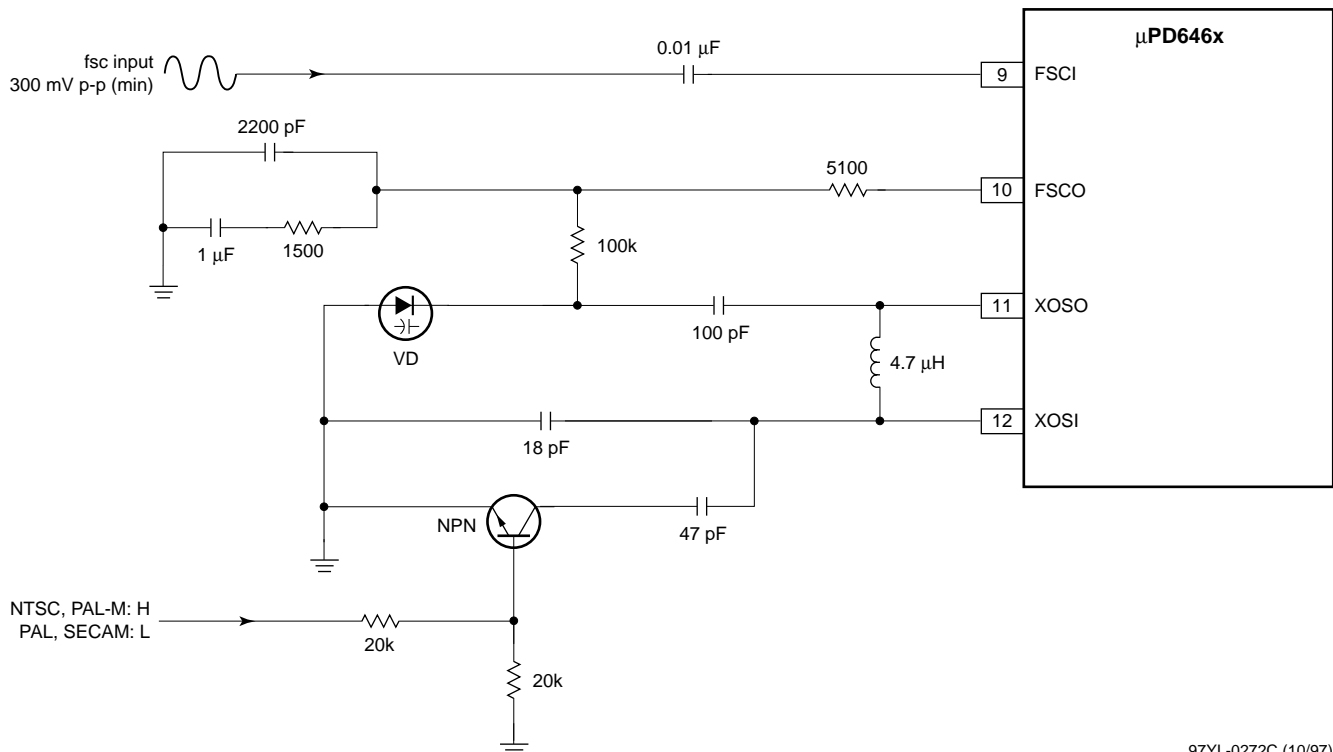 μPD646x
fsc input
300 mV p-p (min)
0.01 μF
9
FSCI
2200 pF
5100
10
FSCO
1 μF
1500
100k
VD
100 pF
11
XOSO
4.7 μH
18 pF
12
XOSI
NPN
47 pF
NTSC, PAL-M: H
PAL, SECAM: L
20k
20k
97YL-0272C (10/97)